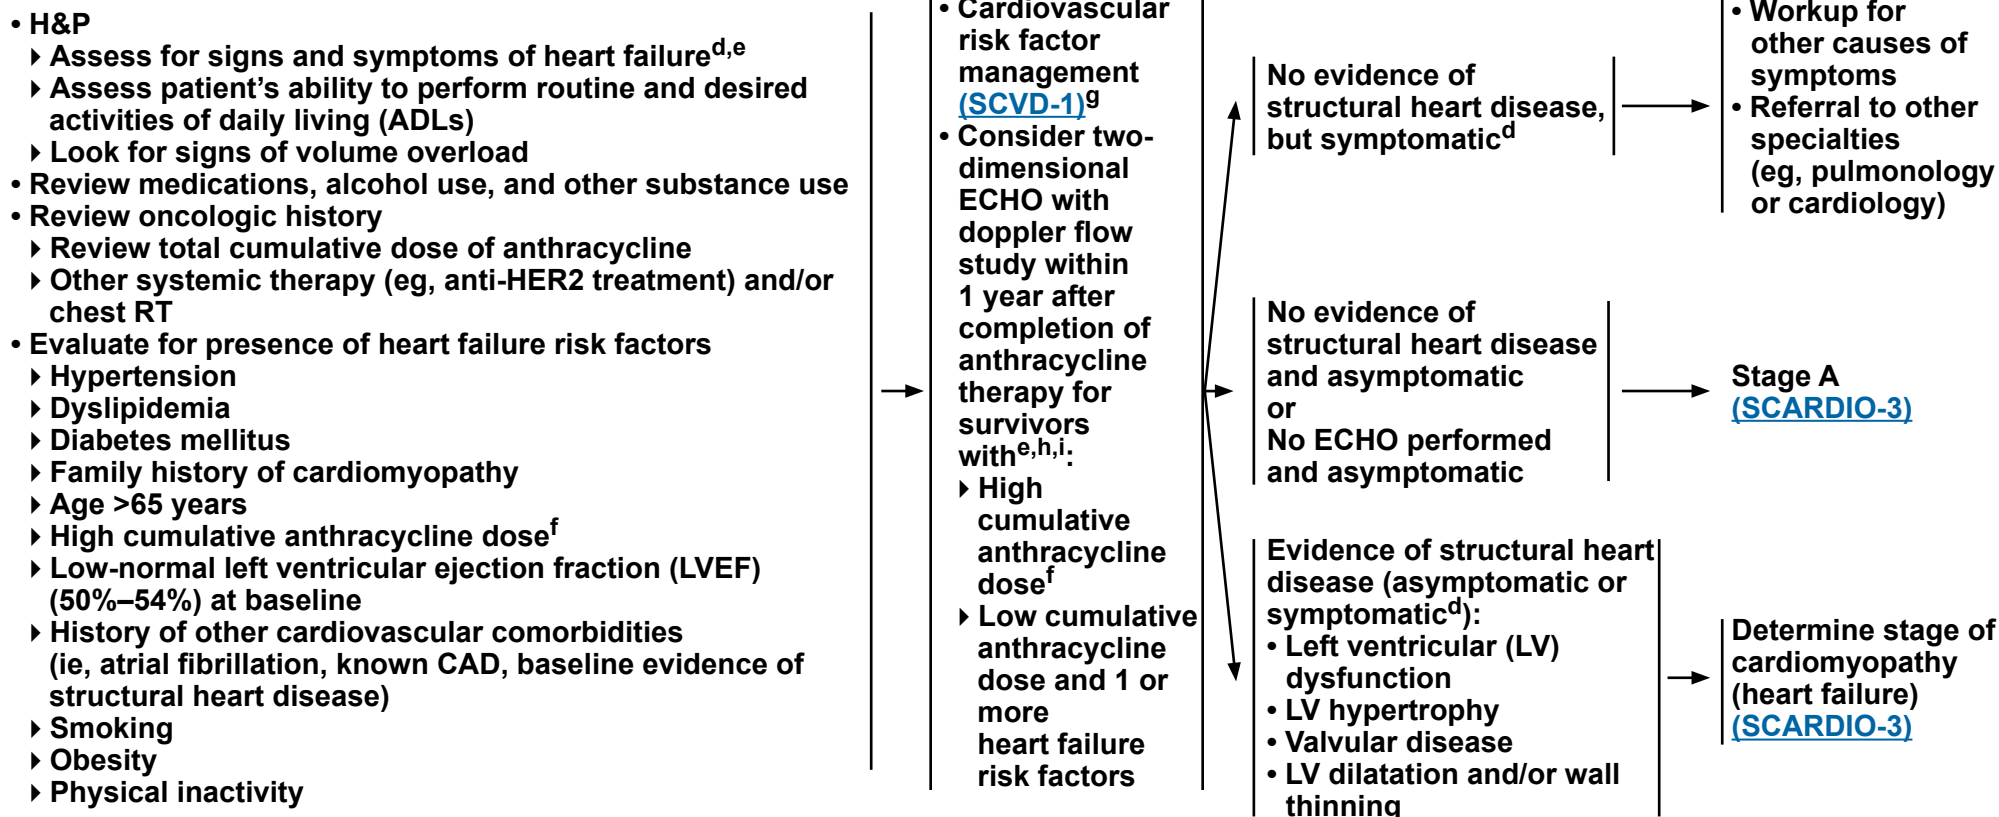 • H&P
‣ Assess for signs and symptoms of heart failured,e
‣ Assess patient’s ability to perform routine and desired
activities of daily living (ADLs)
‣ Look for signs of volume overload
• Review medications, alcohol use, and other substance use
• Review oncologic history
‣ Review total cumulative dose of anthracycline
‣ Other systemic therapy (eg, anti-HER2 treatment) and/or
chest RT
• Evaluate for presence of heart failure risk factors
‣ Hypertension
‣ Dyslipidemia
‣ Diabetes mellitus
‣ Family history of cardiomyopathy
‣ Age >65 years
‣ High cumulative anthracycline dosef
‣ Low-normal left ventricular ejection fraction (LVEF)
(50%–54%) at baseline
‣ History of other cardiovascular comorbidities
(ie, atrial fibrillation, known CAD, baseline evidence of
structural heart disease)
‣ Smoking
‣ Obesity
‣ Physical inactivity
• Cardiovascular
risk factor
management
(SCVD-1)g
• Consider two-
dimensional
ECHO with
doppler flow
study within
1 year after
completion of
anthracycline
therapy for
survivors
withe,h,i:
‣ High
cumulative
anthracycline
dosef
‣ Low cumulative
anthracycline
dose and 1 or
more
heart failure
risk factors
No evidence of
structural heart disease,
but symptomaticd
• Workup for
other causes of
symptoms
• Referral to other
specialties
(eg, pulmonology
or cardiology)
No evidence of
structural heart disease
and asymptomatic
or
No ECHO performed
and asymptomatic
Stage A
(SCARDIO-3)
Evidence of structural heart
disease (asymptomatic or
symptomaticd):
• Left ventricular (LV)
dysfunction
• LV hypertrophy
• Valvular disease
• LV dilatation and/or wall
thinning
Determine stage of
cardiomyopathy
(heart failure)
(SCARDIO-3)